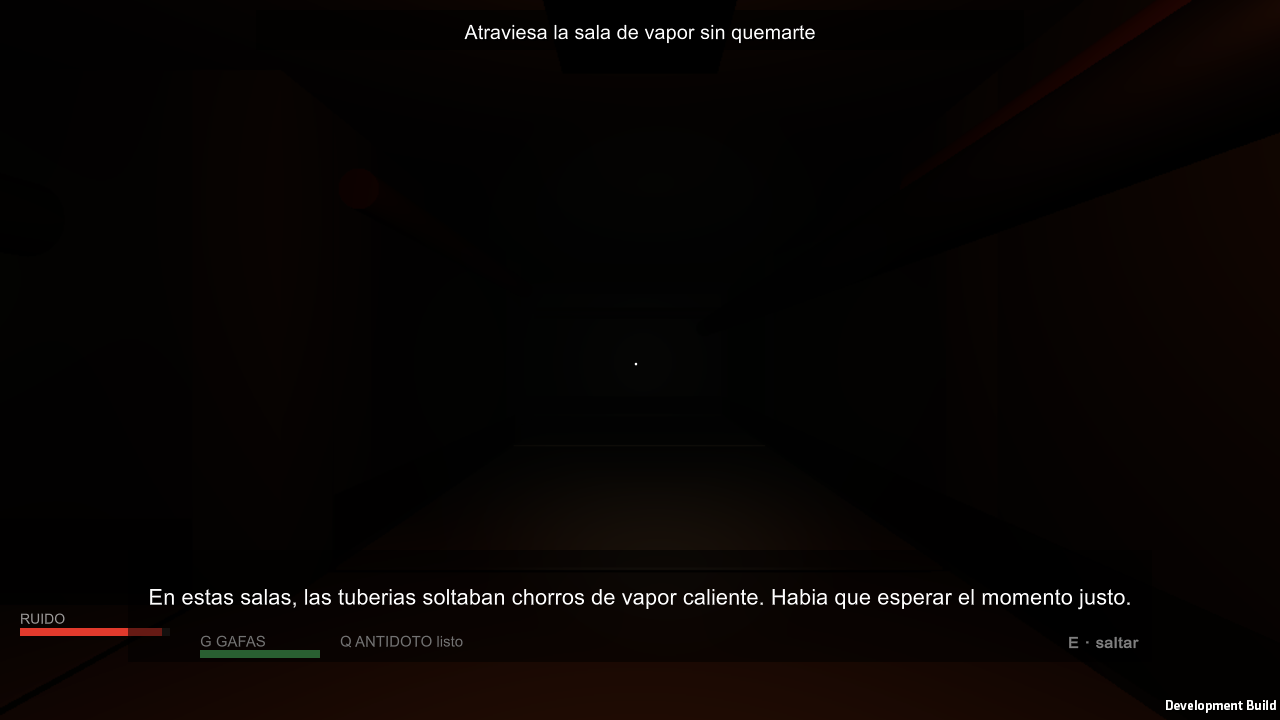 Atraviesa la sala de vapor sin quemarte
En estas salas, las tuberias soltaban chorros de vapor caliente. Habia que esperar el momento justo.
RUIDO
G GAFAS
Q ANTIDOTO listo
E · saltar
Development Build